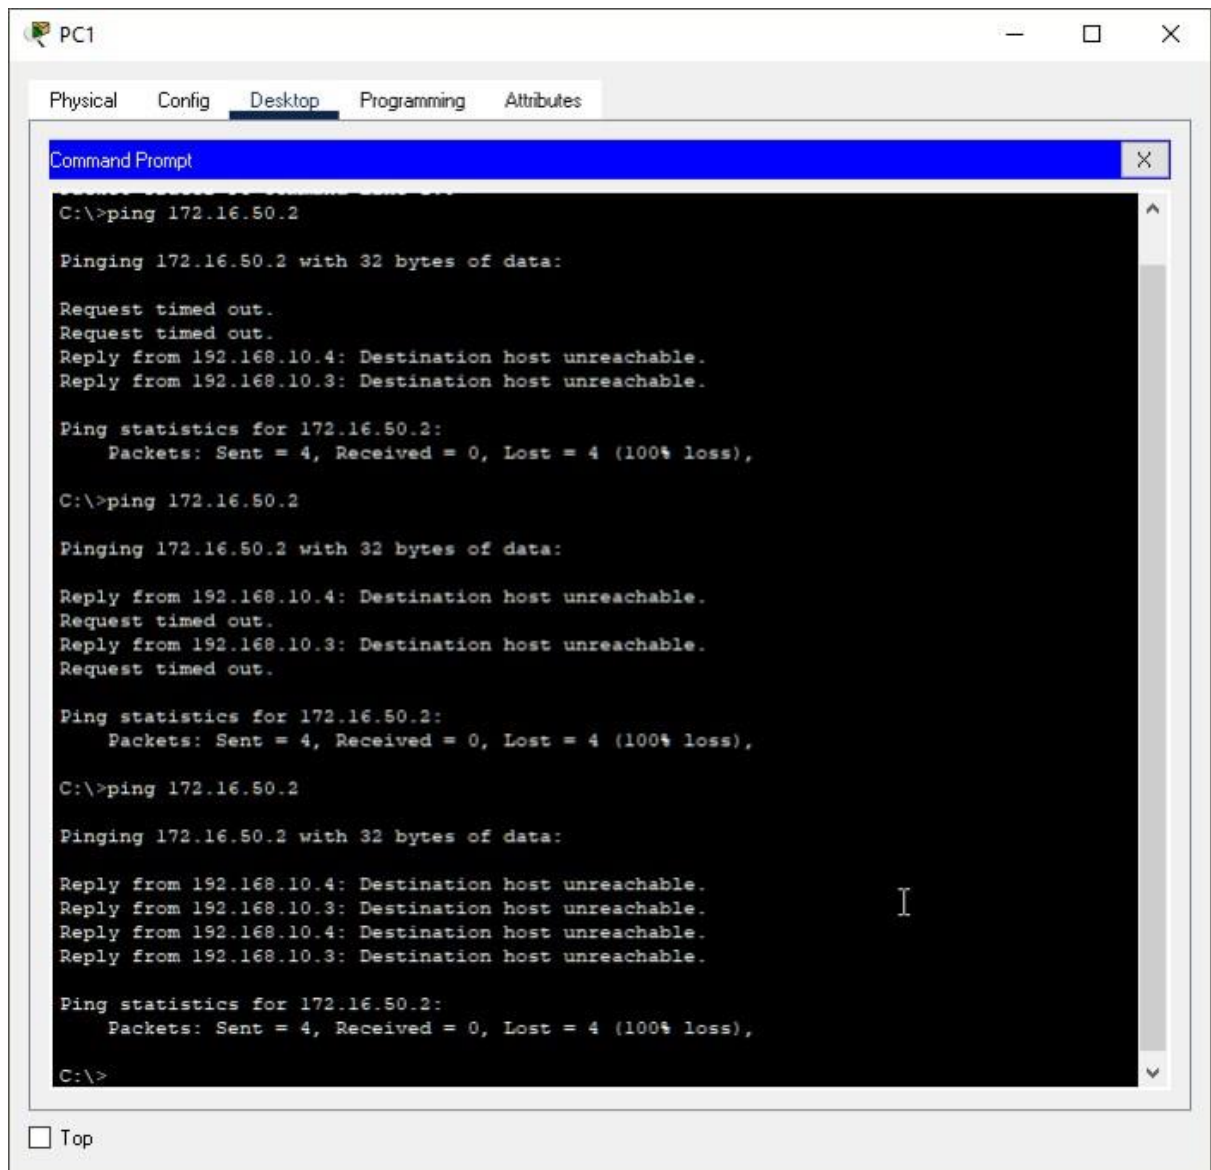 PC1
Physical Config Desktop Programming Attributes
Command Prompt
C:\>ping 172.16.50.2
Pinging 172.16.50.2 with 32 bytes of data:
Request timed out.
Request timed out.
Reply from 192.168.10.4: Destination host unreachable.
Reply from 192.168.10.3: Destination host unreachable.
Ping statistics for 172.16.50.2:
Packets: Sent = 4, Received = 0, Lost = 4 (100% loss),
C:\>ping 172.16.50.2
Pinging 172.16.50.2 with 32 bytes of data:
Reply from 192.168.10.4: Destination host unreachable.
Request timed out.
Reply from 192.168.10.3: Destination host unreachable.
Request timed out.
Ping statistics for 172.16.50.2:
Packets: Sent = 4, Received = 0, Lost = 4 (100% loss),
C:\>ping 172.16.50.2
Pinging 172.16.50.2 with 32 bytes of data:
Reply from 192.168.10.4: Destination host unreachable.
Reply from 192.168.10.3: Destination host unreachable.
Reply from 192.168.10.4: Destination host unreachable.
Reply from 192.168.10.3: Destination host unreachable.
Ping statistics for 172.16.50.2:
Packets: Sent = 4, Received = 0, Lost = 4 (100% loss),
C:\>
Top